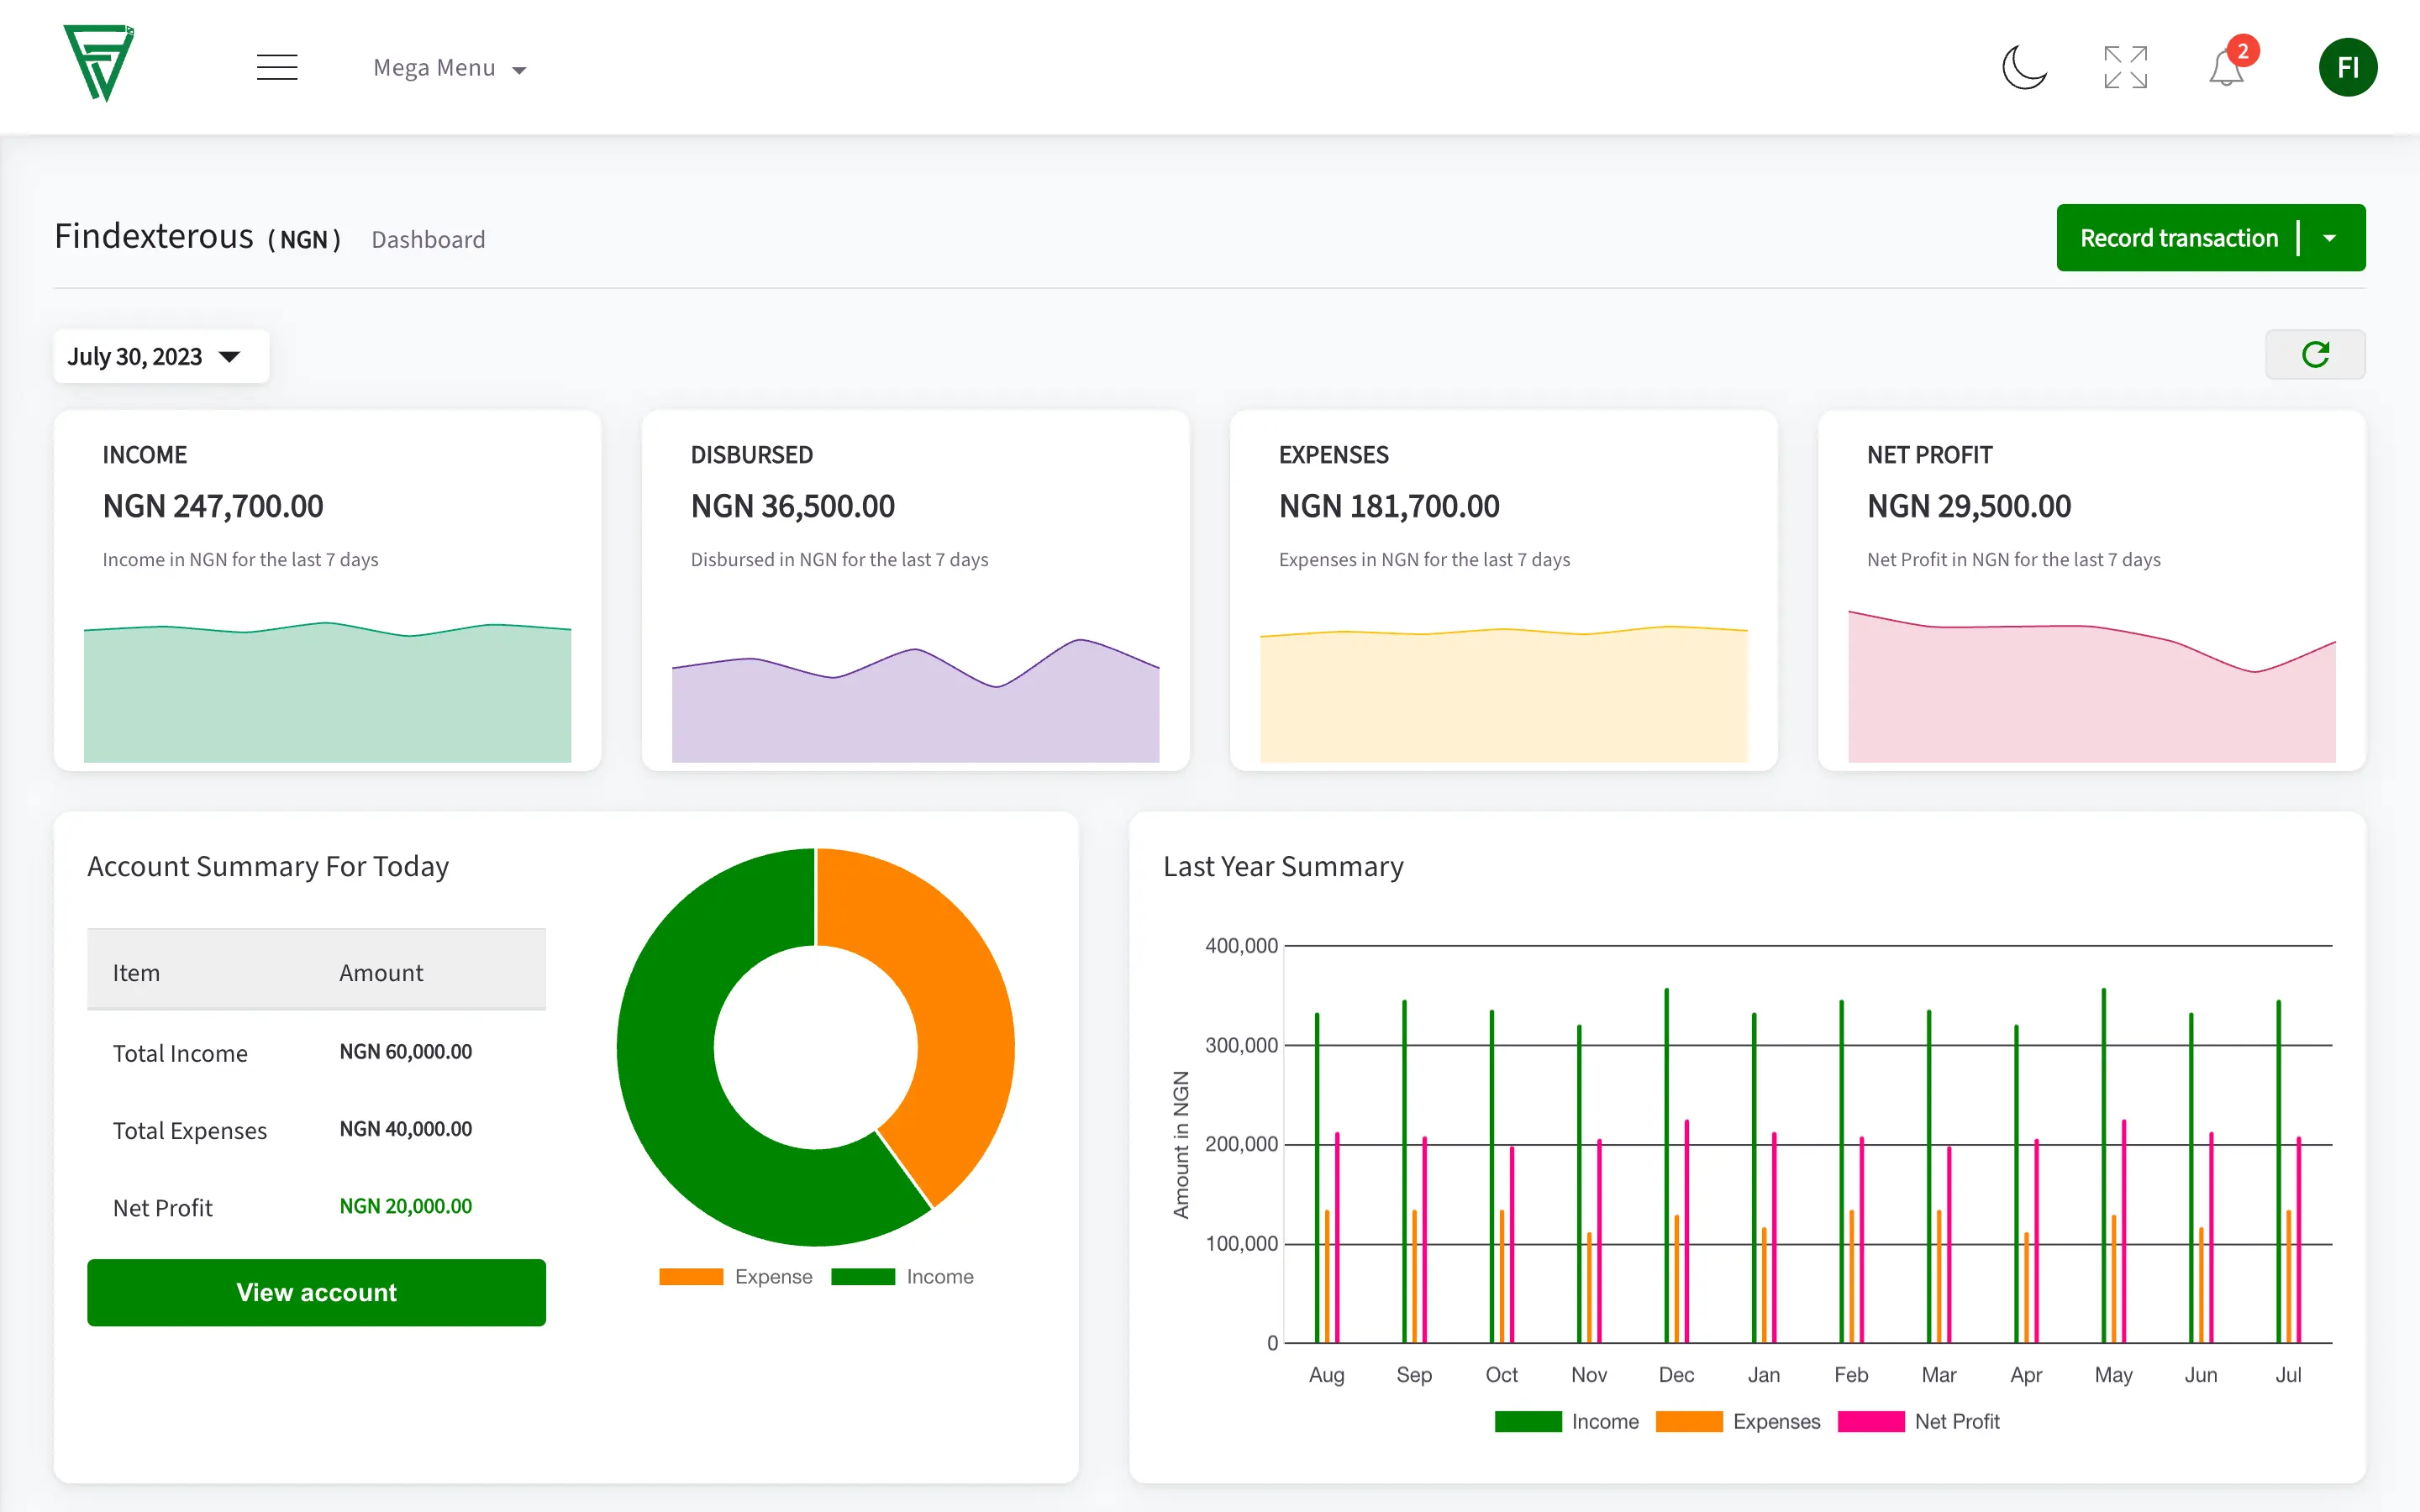 Mega Menu
2
FI
Findexterous (NGN) Dashboard
Record transaction
July 30, 2023
INCOME
NGN 247,700.00
Income in NGN for the last 7 days
DISBURSED
NGN 36,500.00
Disbursed in NGN for the last 7 days
EXPENSES
NGN 181,700.00
Expenses in NGN for the last 7 days
NET PROFIT
NGN 29,500.00
Net Profit in NGN for the last 7 days
Account Summary For Today
Item Amount
Total Income NGN 60,000.00
Total Expenses NGN 40,000.00
Net Profit NGN 20,000.00
View account
Expense Income
Last Year Summary
Amount in NGN
400,000
300,000
200,000
100,000
0
Aug Sep Oct Nov Dec Jan Feb Mar Apr May Jun Jul
Income Expenses Net Profit